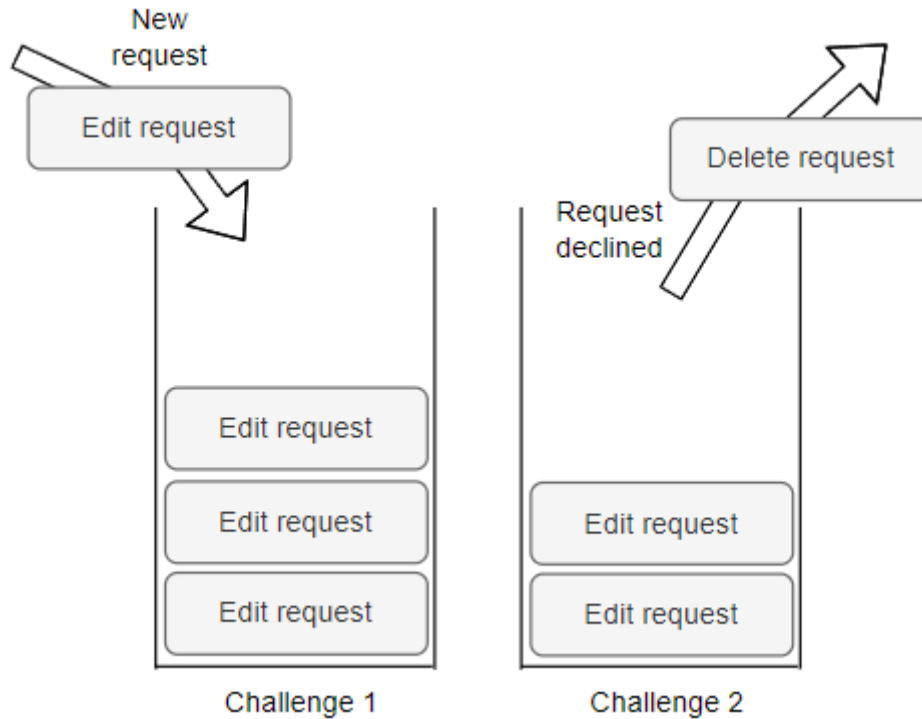 New
request
Edit request
Delete request
Request
declined
Edit request
Edit request
Edit request
Edit request
Edit request
Challenge 1
Challenge 2